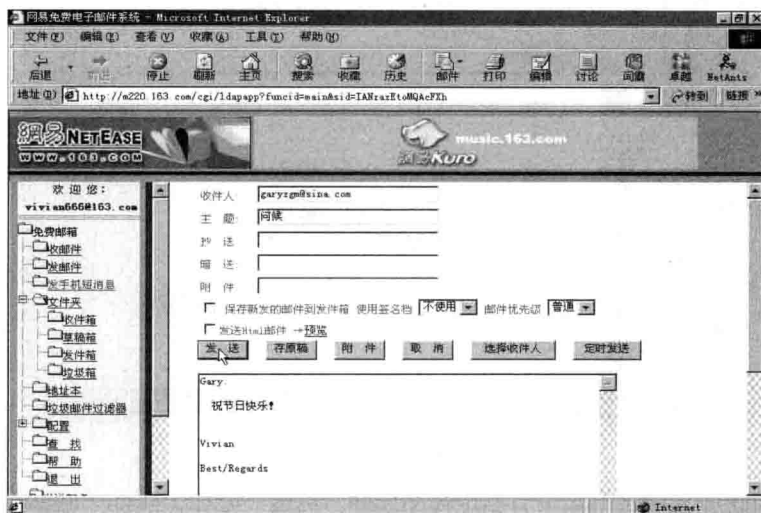 网易免费电子邮件系统 - Microsoft Internet Explorer
文件(F) 编辑(E) 查看(V) 收藏(A) 工具(T) 帮助(H)
后退 前进 停止 刷新 主页 搜索 收藏 历史 邮件 打印 编辑 讨论 词霸 卓越 NetAnts
地址(D) http://m220.163.com/cgi/ldapapp?funcid=main&sid=IANrazEtoMQAcFXh 转到 链接 »
網易 NETEASE
www.163.com
music.163.com
網易 Kuro
欢迎您:
vivian666@163.com
免费邮箱
收邮件
发邮件
发手机短消息
文件夹
收件箱
草稿箱
发件箱
垃圾箱
地址本
垃圾邮件过滤器
配置
查 找
帮 助
退 出
收件人 garyzgm@sina.com
主 题: 问候
抄 送
暗 送
附 件
保存新发的邮件到发件箱 使用签名档 不使用 邮件优先级 普通
发送Html邮件 →预览
发 送 存原稿 附 件 取 消 选择收件人 定时发送
Gary:
祝节日快乐!
Vivian
Best/Regards
Internet